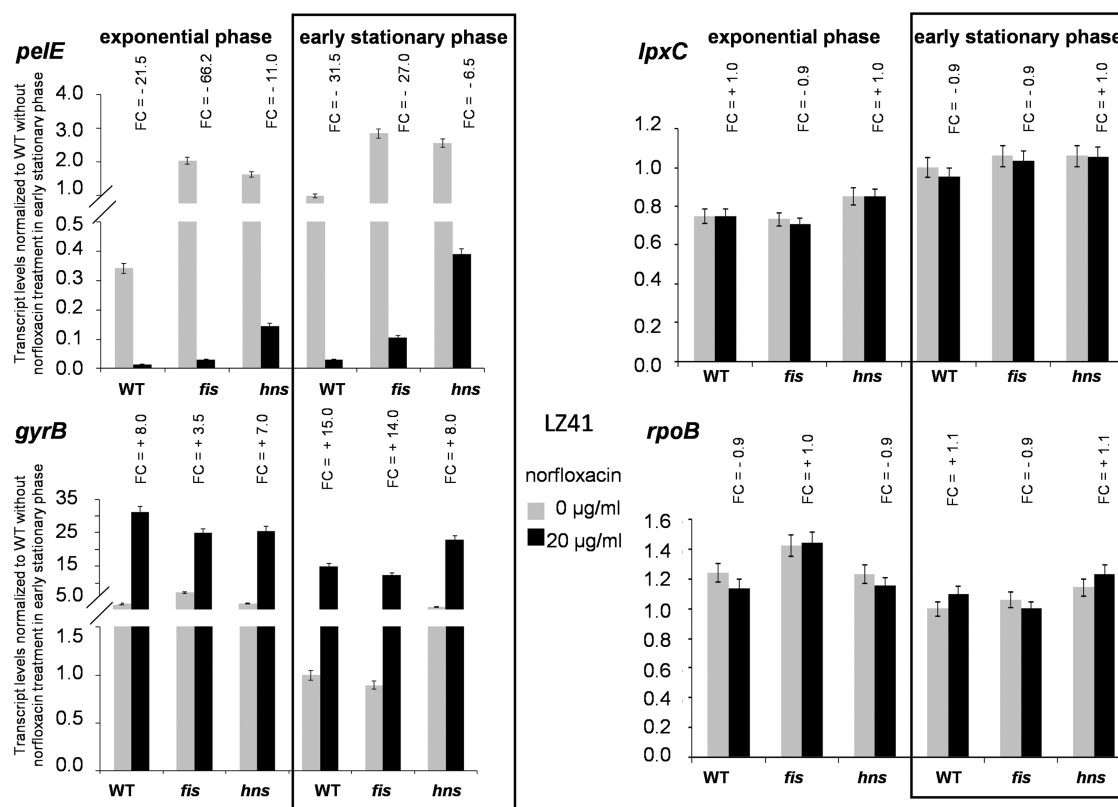 exponential phase
early stationary phase
pelE
FC = - 21.5
FC = - 66.2
FC = - 11.0
FC = - 31.5
FC = - 27.0
FC = - 6.5
Transcript levels normalized to WT without
norfloxacin treatment in early stationary phase
4.0
3.0
2.0
1.0
0.5
0.4
0.3
0.2
0.1
0.0
WT
fis
hns
WT
fis
hns
gyrB
FC = + 8.0
FC = + 3.5
FC = + 7.0
FC = + 15.0
FC = + 14.0
FC = + 8.0
Transcript levels normalized to WT without
norfloxacin treatment in early stationary phase
35
25
15
5.0
1.5
1.0
0.5
0.0
WT
fis
hns
WT
fis
hns
LZ41
norfloxacin
0 µg/ml
20 µg/ml
exponential phase
early stationary phase
lpxC
FC = + 1.0
FC = - 0.9
FC = + 1.0
FC = - 0.9
FC = - 0.9
FC = + 1.0
1.2
1.0
0.8
0.6
0.4
0.2
0.0
WT
fis
hns
WT
fis
hns
rpoB
FC = - 0.9
FC = + 1.0
FC = - 0.9
FC = + 1.1
FC = - 0.9
FC = + 1.1
1.6
1.4
1.2
1.0
0.8
0.6
0.4
0.2
0.0
WT
fis
hns
WT
fis
hns